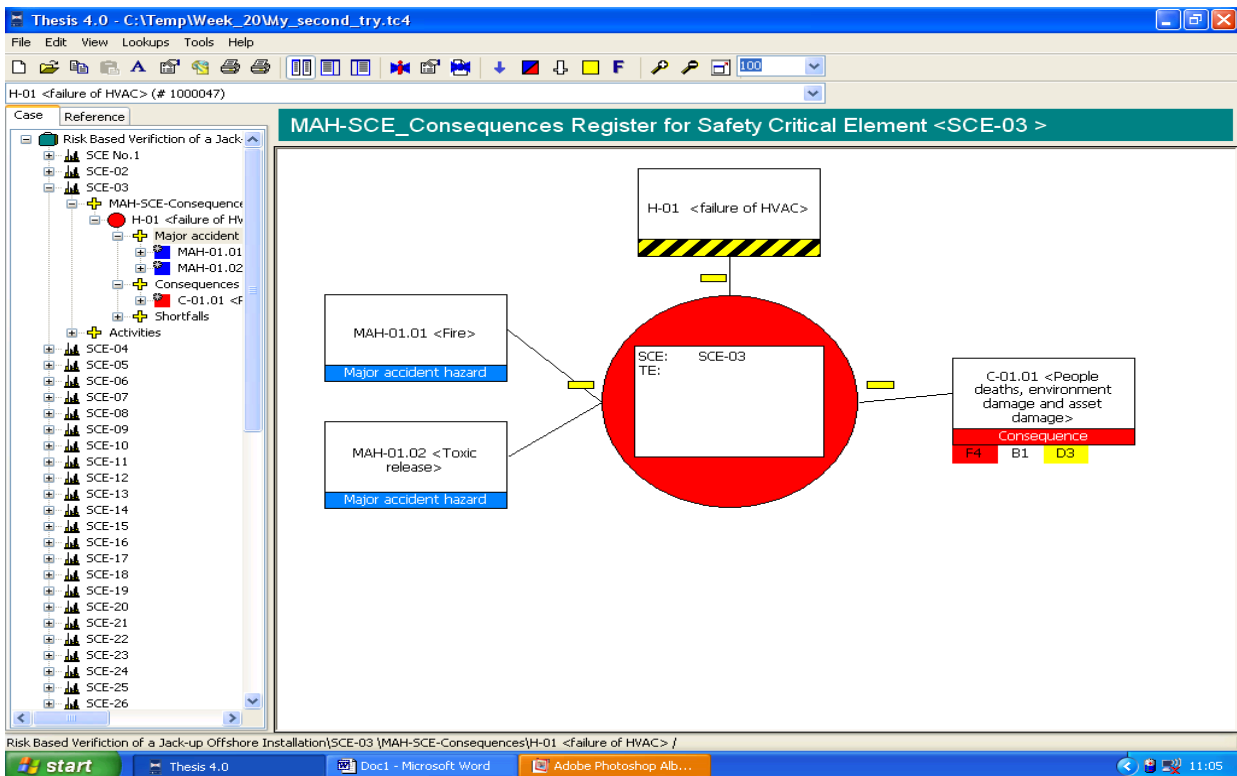 Thesis 4.0 - C:\Temp\Week_20\My_second_try.tc4
File Edit View Lookups Tools Help
100
H-01 <failure of HVAC> (# 1000047)
Case Reference
Risk Based Verifiction of a Jack-
SCE No.1
SCE-02
SCE-03
MAH-SCE-Consequence
H-01 <failure of HV
Major accident
MAH-01.01
MAH-01.02
Consequences
C-01.01 <F
Shortfalls
Activities
SCE-04
SCE-05
SCE-06
SCE-07
SCE-08
SCE-09
SCE-10
SCE-11
SCE-12
SCE-13
SCE-14
SCE-15
SCE-16
SCE-17
SCE-18
SCE-19
SCE-20
SCE-21
SCE-22
SCE-23
SCE-24
SCE-25
SCE-26
MAH-SCE_Consequences Register for Safety Critical Element <SCE-03 >
H-01 <failure of HVAC>
MAH-01.01 <Fire>
Major accident hazard
MAH-01.02 <Toxic
release>
Major accident hazard
SCE: SCE-03
TE:
C-01.01 <People
deaths, environment
damage and asset
damage>
Consequence
F4 B1 D3
Risk Based Verifiction of a Jack-up Offshore Installation\SCE-03 \MAH-SCE-Consequences\H-01 <failure of HVAC> /
start Thesis 4.0 Doc1 - Microsoft Word Adobe Photoshop Alb... 11:05